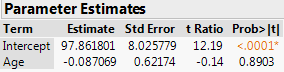 Parameter Estimates
Term Estimate Std Error t Ratio Prob>|t|
Intercept 97.861801 8.025779 12.19 <.0001*
Age -0.087069 0.62174 -0.14 0.8903